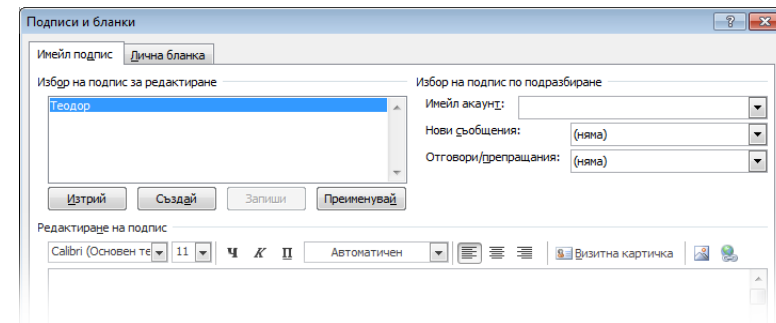 Подписи и бланки
Имейл подпис Лична бланка
Избор на подпис за редактиране Избор на подпис по подразбиране
Теодор
Имейл акаунт:
Нови съобщения: (няма)
Отговори/препращания: (няма)
Изтрий Създай Запиши Преименувай
Редактиране на подпис
Calibri (Основен те 11 Ч К П Автоматичен Визитна картичка